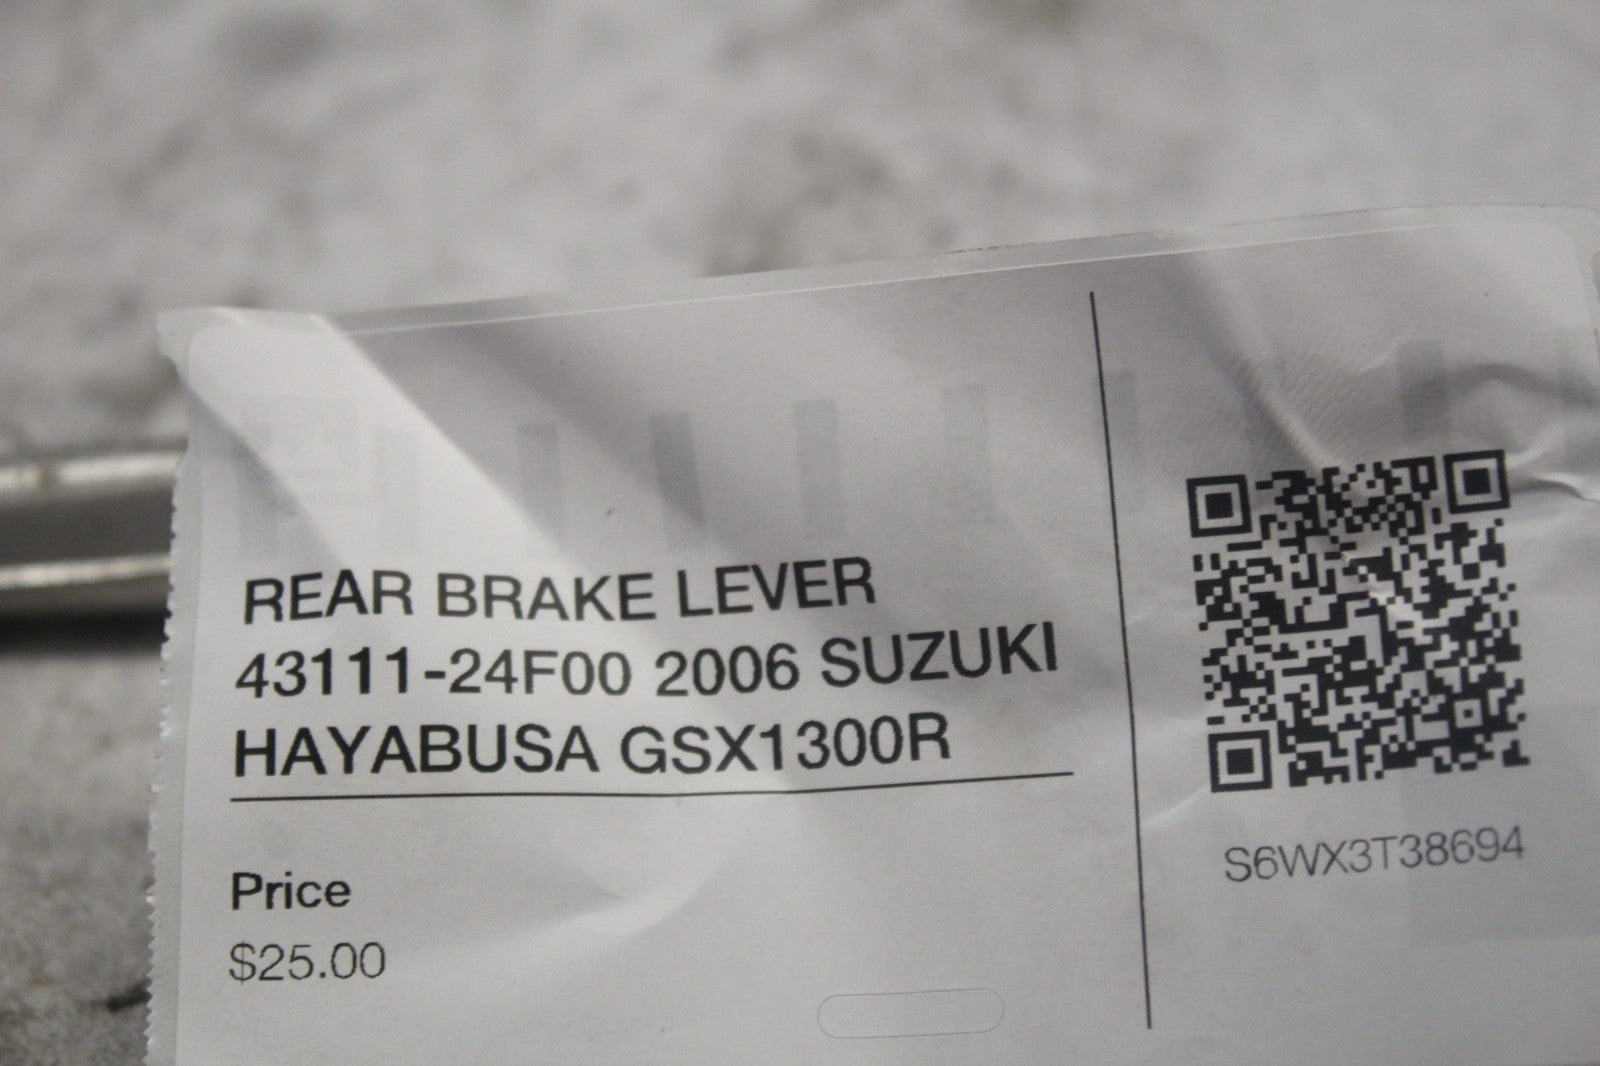 REAR BRAKE LEVER
43111-24F00 2006 SUZUKI
HAYABUSA GSX1300R
Price
$25.00
S6WX3T38694